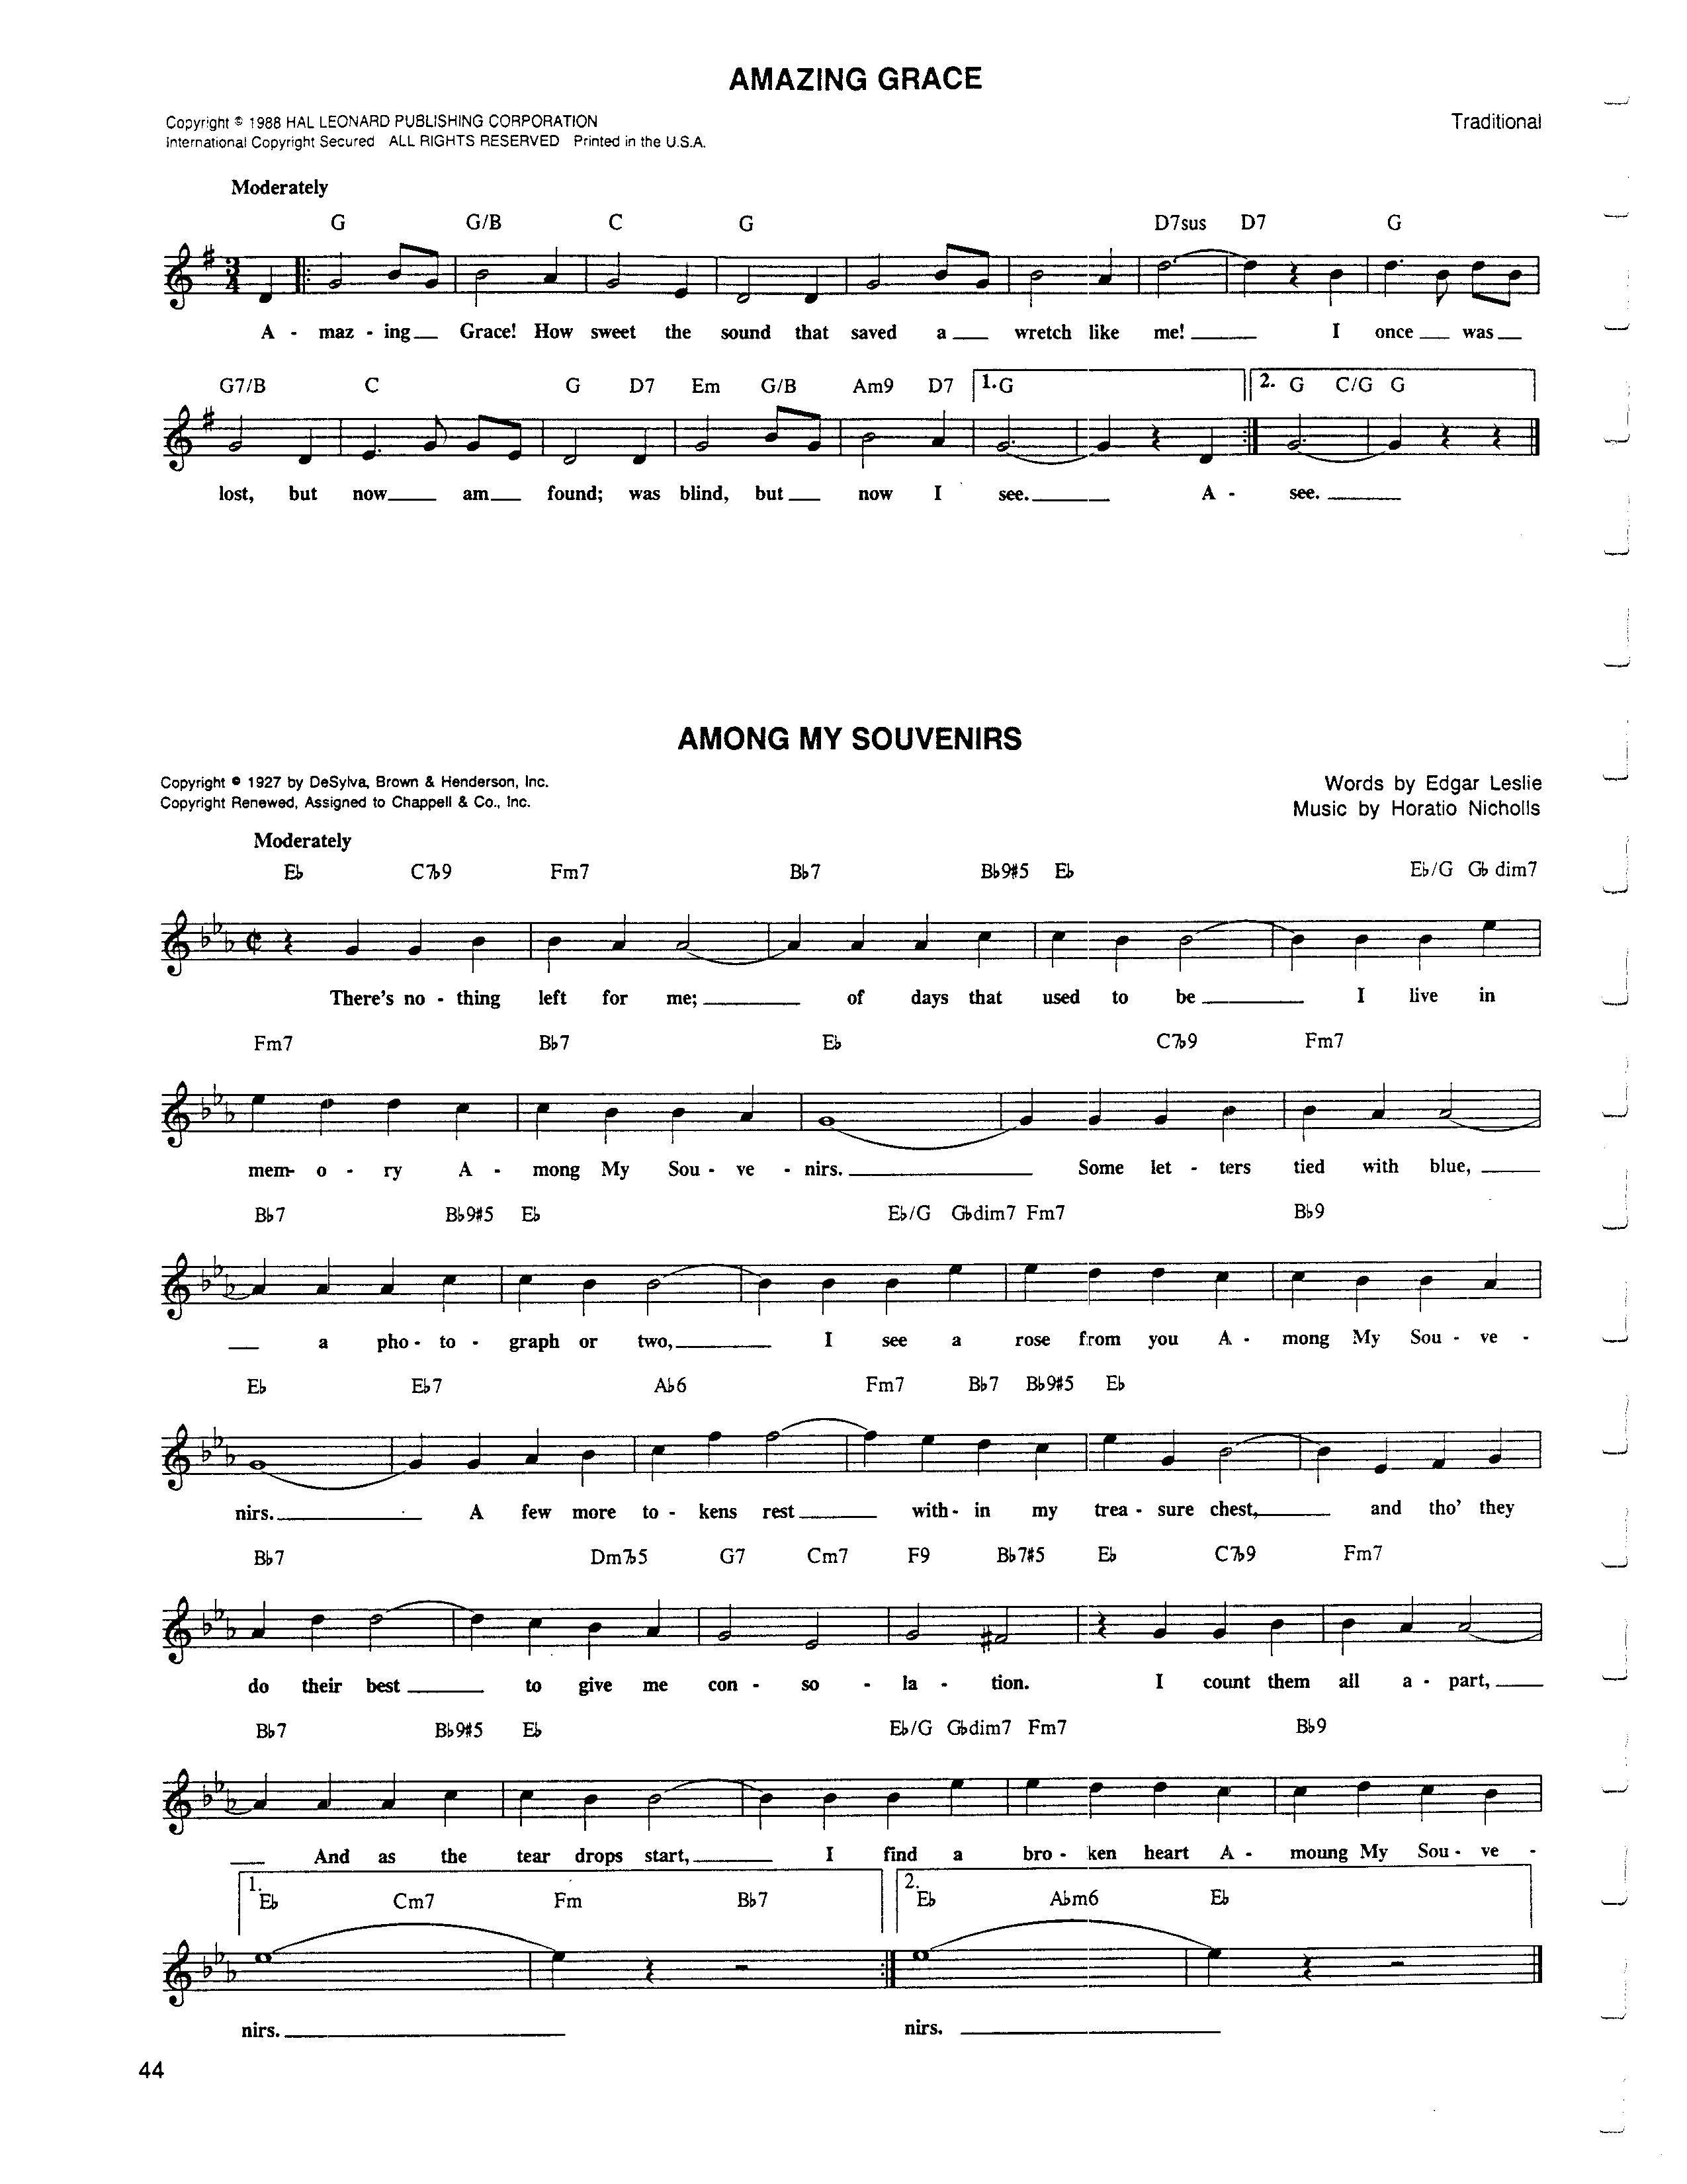 AMAZING GRACE
Copyright © 1988 HAL LEONARD PUBLISHING CORPORATION
Traditional
International Copyright Secured ALL RIGHTS RESERVED Printed in the U.S.A.
Moderately
G G/B C G D7sus D7 G
3 4
A - maz - ing Grace! How sweet the sound that saved a wretch like me! I once was
G7/B C G D7 Em G/B Am9 D7 1. G 2. G C/G G
lost, but now am found; was blind, but now I see. A - see.
AMONG MY SOUVENIRS
Copyright © 1927 by DeSylva, Brown & Henderson, Inc.
Words by Edgar Leslie
Copyright Renewed, Assigned to Chappell & Co., Inc.
Music by Horatio Nicholls
Moderately
E♭ C7♭9 Fm7 B♭7 B♭9#5 E♭ E♭/G G♭ dim7
There's no - thing left for me; of days that used to be I live in
Fm7 B♭7 E♭ C7♭9 Fm7
mem- o - ry A - mong My Sou - ve - nirs. Some let - ters tied with blue,
B♭7 B♭9#5 E♭ E♭/G G♭dim7 Fm7 B♭9
a pho - to - graph or two, I see a rose from you A - mong My Sou - ve -
E♭ E♭7 A♭6 Fm7 B♭7 B♭9#5 E♭
nirs. A few more to - kens rest with - in my trea - sure chest, and tho' they
B♭7 Dm7♭5 G7 Cm7 F9 B♭7#5 E♭ C7♭9 Fm7
do their best to give me con - so - la - tion. I count them all a - part,
B♭7 B♭9#5 E♭ E♭/G G♭dim7 Fm7 B♭9
And as the tear drops start, I find a bro - ken heart A - moung My Sou - ve -
1. E♭ Cm7 Fm B♭7 2. E♭ A♭m6 E♭
nirs. nirs.
44